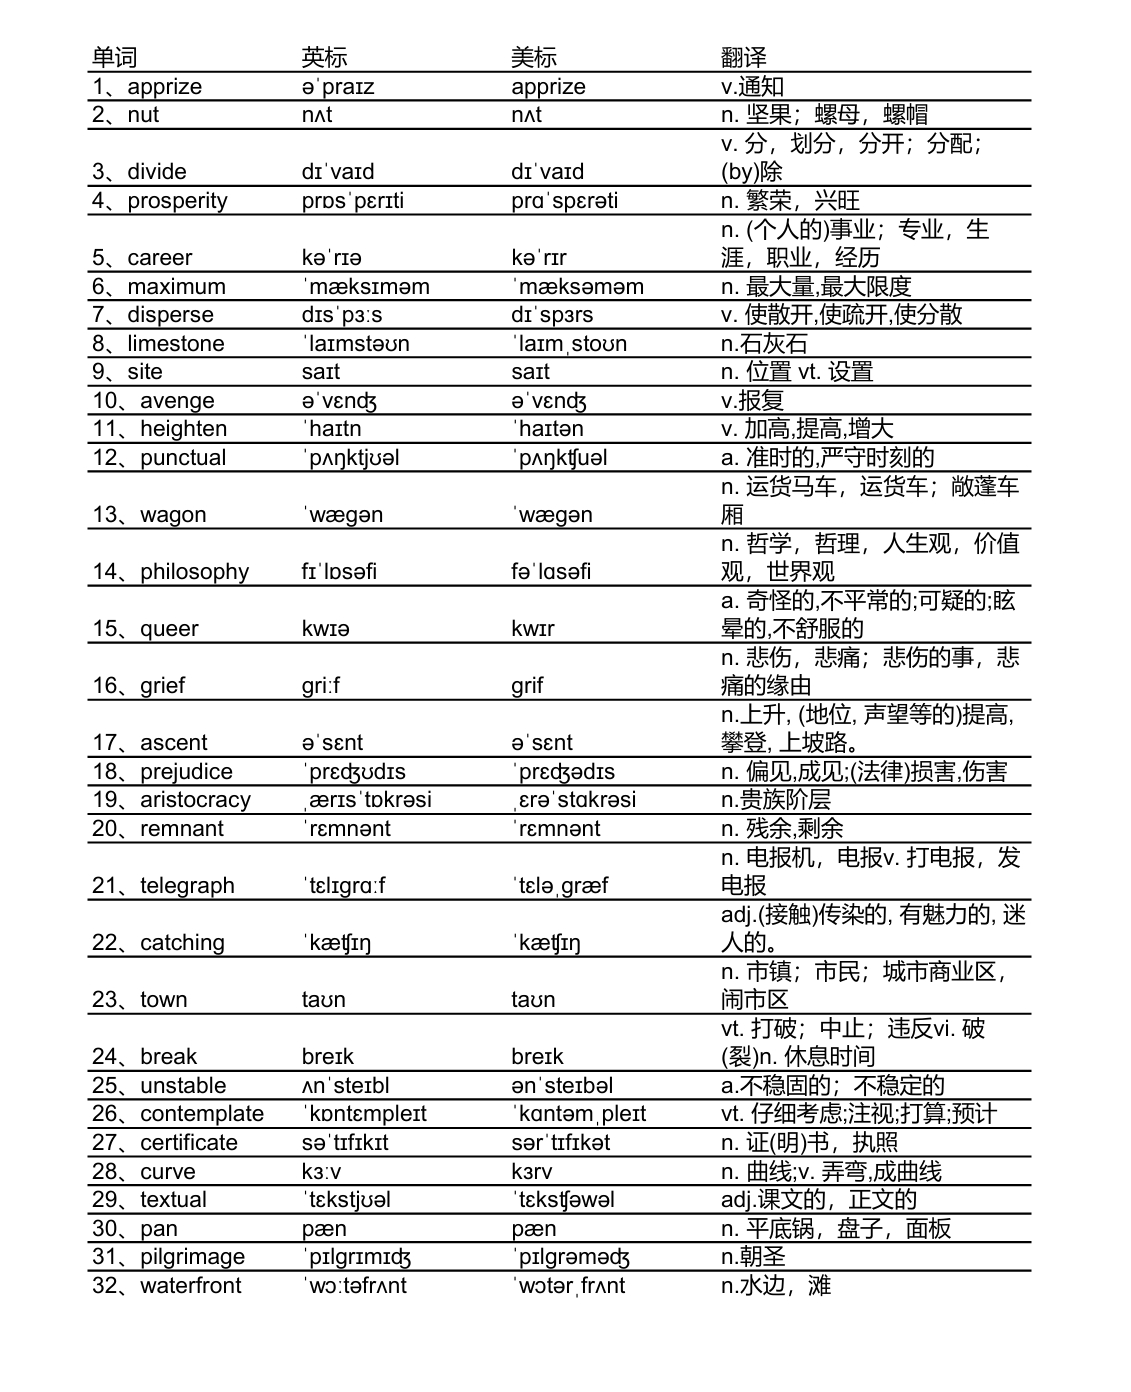 单词 英标 美标 翻译
1、apprize əˈpraɪz apprize v.通知
2、nut nʌt nʌt n. 坚果；螺母，螺帽
v. 分，划分，分开；分配；
3、divide dɪˈvaɪd dɪˈvaɪd (by)除
4、prosperity prɒsˈpɛrɪti prɑˈspɛrəti n. 繁荣，兴旺
n. (个人的)事业；专业，生
5、career kəˈrɪə kəˈrɪr 涯，职业，经历
6、maximum ˈmæksɪməm ˈmæksəməm n. 最大量,最大限度
7、disperse dɪsˈpɜːs dɪˈspɜrs v. 使散开,使疏开,使分散
8、limestone ˈlaɪmstəʊn ˈlaɪmˌstoʊn n.石灰石
9、site saɪt saɪt n. 位置 vt. 设置
10、avenge əˈvɛnʤ əˈvɛnʤ v.报复
11、heighten ˈhaɪtn ˈhaɪtən v. 加高,提高,增大
12、punctual ˈpʌŋktjʊəl ˈpʌŋkʧuəl a. 准时的,严守时刻的
n. 运货马车，运货车；敞蓬车
13、wagon ˈwægən ˈwægən 厢
n. 哲学，哲理，人生观，价值
14、philosophy fɪˈlɒsəfi fəˈlɑsəfi 观，世界观
a. 奇怪的,不平常的;可疑的;眩
15、queer kwɪə kwɪr 晕的,不舒服的
n. 悲伤，悲痛；悲伤的事，悲
16、grief griːf grif 痛的缘由
n.上升, (地位, 声望等的)提高,
17、ascent əˈsɛnt əˈsɛnt 攀登, 上坡路。
18、prejudice ˈprɛʤʊdɪs ˈprɛʤədɪs n. 偏见,成见;(法律)损害,伤害
19、aristocracy ˌærɪsˈtɒkrəsi ˌɛrəˈstɑkrəsi n.贵族阶层
20、remnant ˈrɛmnənt ˈrɛmnənt n. 残余,剩余
n. 电报机，电报v. 打电报，发
21、telegraph ˈtɛlɪgrɑːf ˈtɛləˌgræf 电报
adj.(接触)传染的, 有魅力的, 迷
22、catching ˈkæʧɪŋ ˈkæʧɪŋ 人的。
n. 市镇；市民；城市商业区，
23、town taʊn taʊn 闹市区
vt. 打破；中止；违反vi. 破
24、break breɪk breɪk (裂)n. 休息时间
25、unstable ʌnˈsteɪbl ənˈsteɪbəl a.不稳固的；不稳定的
26、contemplate ˈkɒntɛmpleɪt ˈkɑntəmˌpleɪt vt. 仔细考虑;注视;打算;预计
27、certificate səˈtɪfɪkɪt sərˈtɪfɪkət n. 证(明)书，执照
28、curve kɜːv kɜrv n. 曲线;v. 弄弯,成曲线
29、textual ˈtɛkstjʊəl ˈtɛksʧəwəl adj.课文的，正文的
30、pan pæn pæn n. 平底锅，盘子，面板
31、pilgrimage ˈpɪlgrɪmɪʤ ˈpɪlgrəməʤ n.朝圣
32、waterfront ˈwɔːtəfrʌnt ˈwɔtərˌfrʌnt n.水边，滩